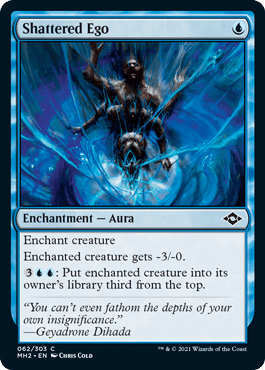 Shattered Ego
Enchantment — Aura
Enchant creature
Enchanted creature gets -3/-0.
3: Put enchanted creature into its
owner's library third from the top.
"You can't even fathom the depths of your
own insignificance."
—Geyadrone Dihada
062/303 C
MH2 • EN Chris Cold
™ & © 2021 Wizards of the Coast